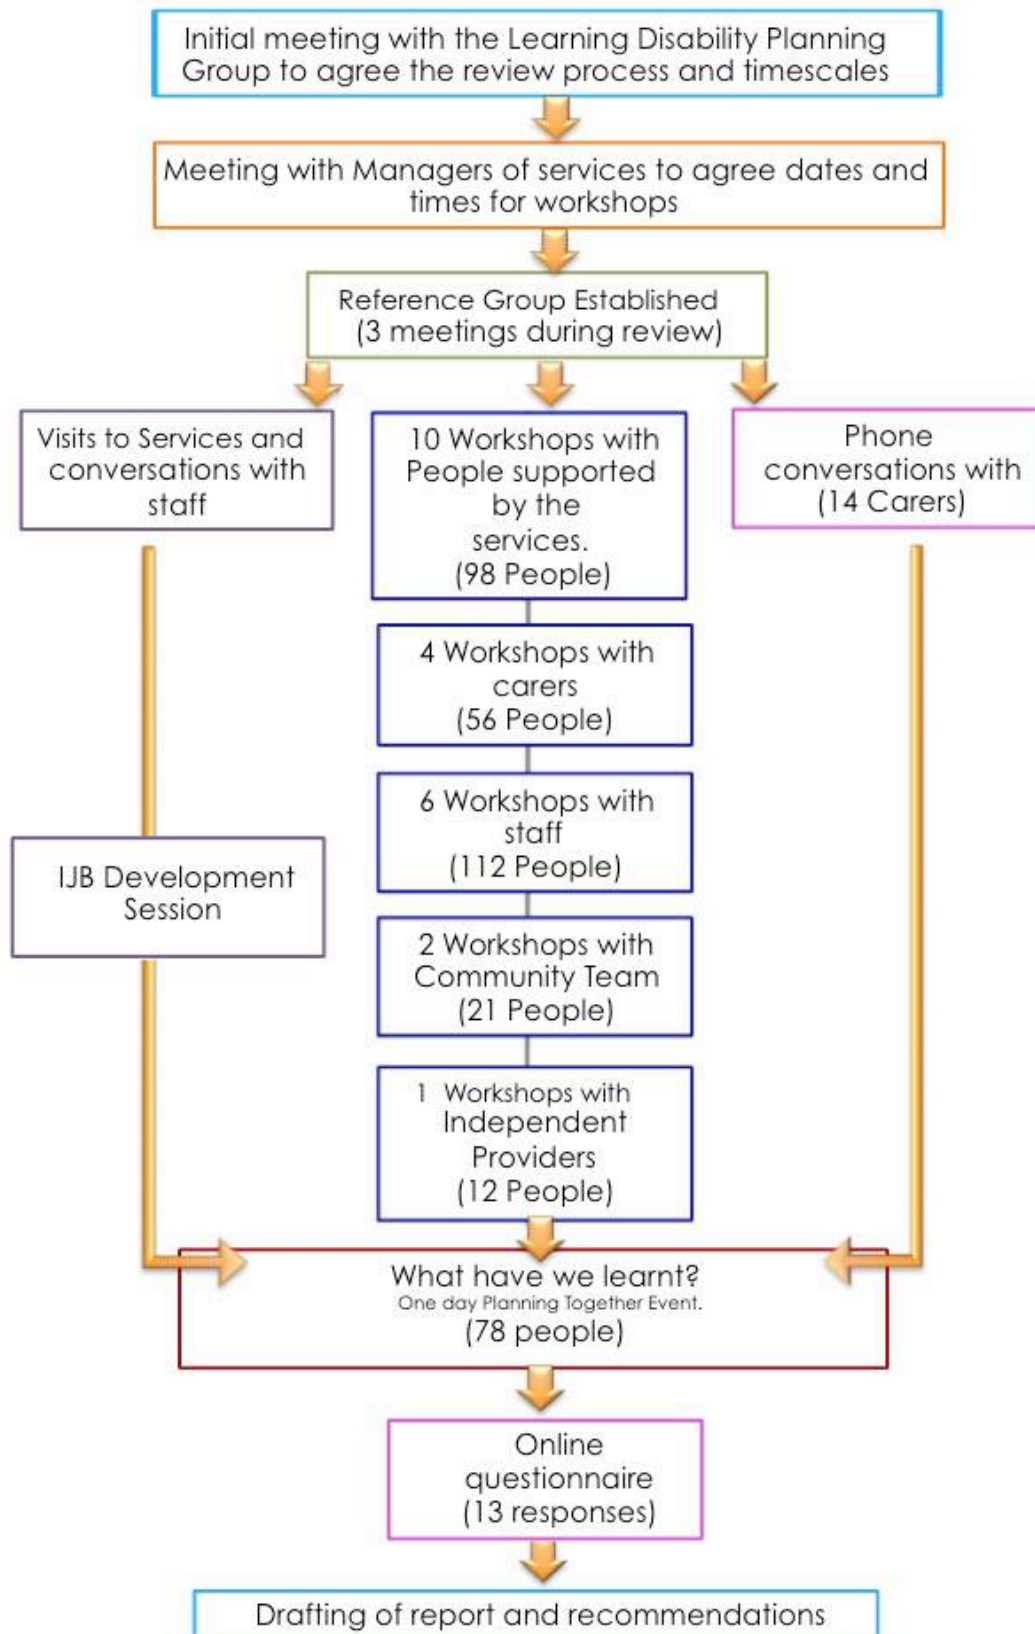 Initial meeting with the Learning Disability Planning
Group to agree the review process and timescales
Meeting with Managers of services to agree dates and
times for workshops
Reference Group Established
(3 meetings during review)
Visits to Services and
conversations with
staff
10 Workshops with
People supported
by the
services.
(98 People)
Phone
conversations with
(14 Carers)
4 Workshops with
carers
(56 People)
6 Workshops with
staff
(112 People)
IJB Development
Session
2 Workshops with
Community Team
(21 People)
1 Workshops with
Independent
Providers
(12 People)
What have we learnt?
One day Planning Together Event.
(78 people)
Online
questionnaire
(13 responses)
Drafting of report and recommendations